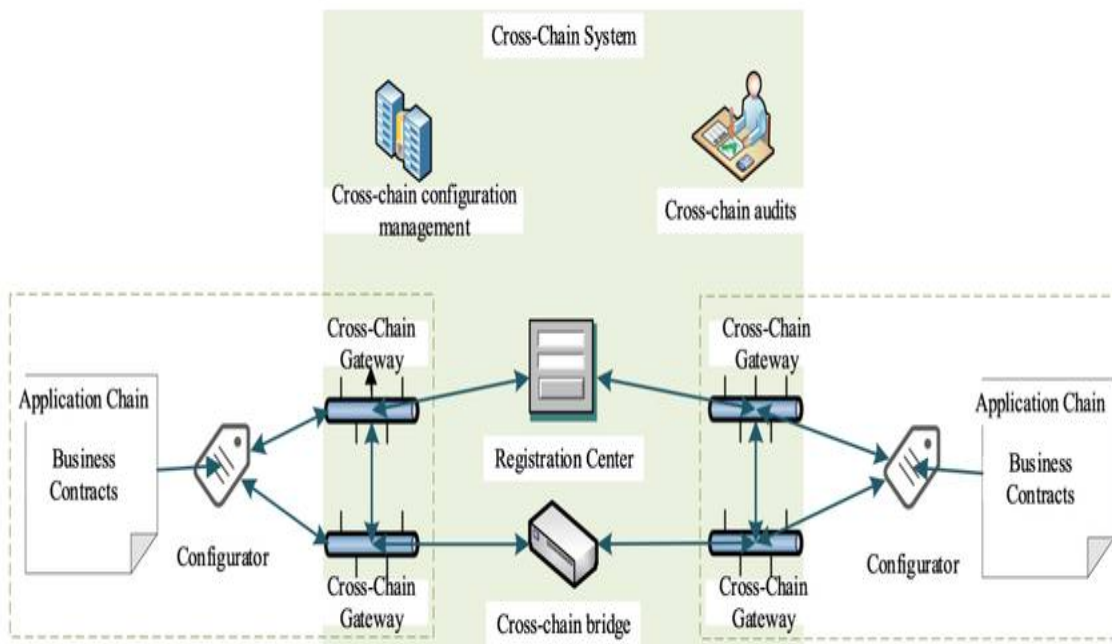 Cross-Chain System
Cross-chain configuration
management
Cross-chain audits
Cross-Chain
Gateway
Cross-Chain
Gateway
Application Chain
Business
Contracts
Configurator
Registration Center
Application Chain
Business
Contracts
Configurator
Cross-Chain
Gateway
Cross-chain bridge
Cross-Chain
Gateway